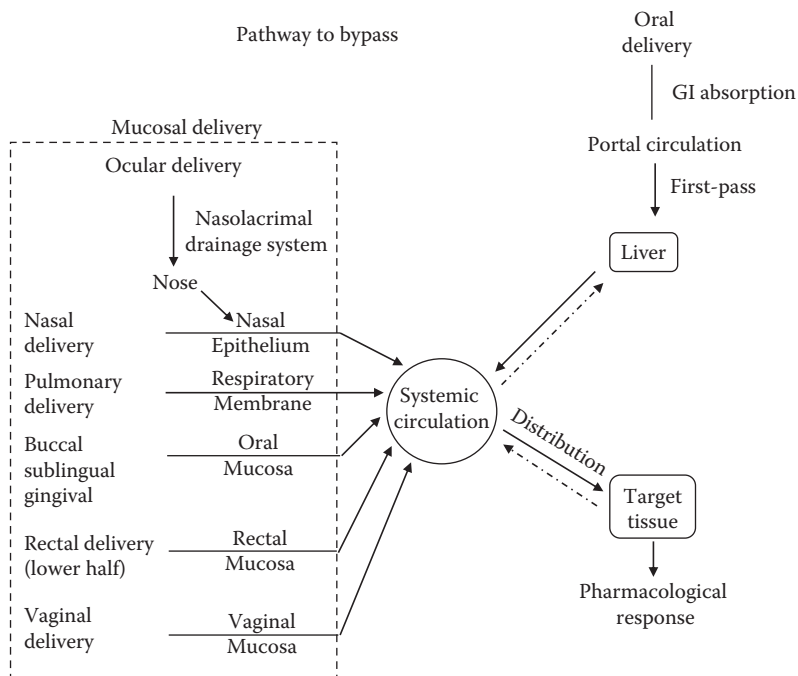 Pathway to bypass
Oral
delivery
GI absorption
Portal circulation
First-pass
Liver
Mucosal delivery
Ocular delivery
Nasolacrimal
drainage system
Nose
Nasal
delivery
Nasal
Epithelium
Pulmonary
delivery
Respiratory
Membrane
Buccal
sublingual
gingival
Oral
Mucosa
Rectal delivery
(lower half)
Rectal
Mucosa
Vaginal
delivery
Vaginal
Mucosa
Systemic
circulation
Distribution
Target
tissue
Pharmacological
response